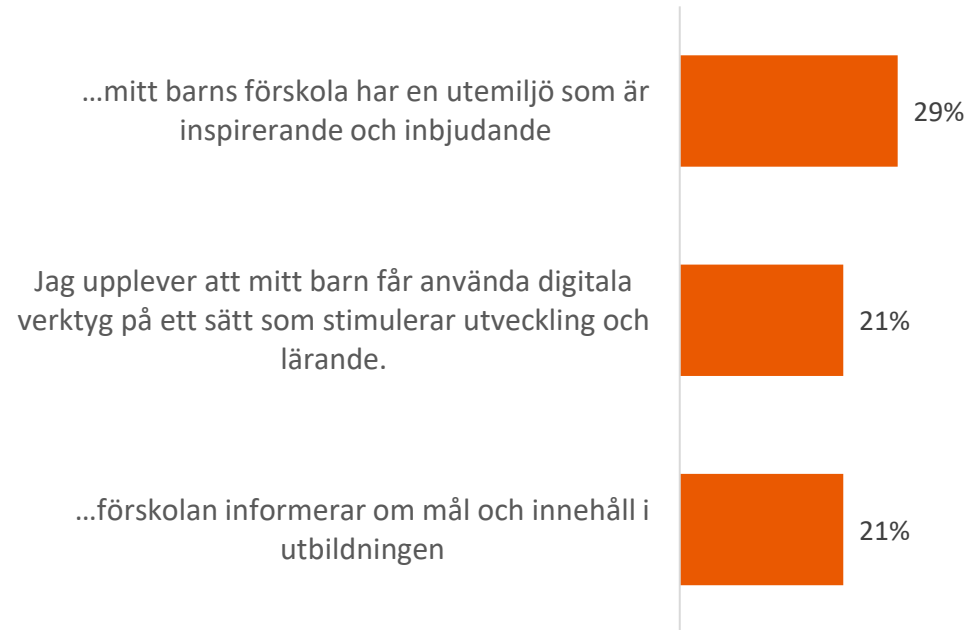 ...mitt barns förskola har en utemiljö som är
inspirerande och inbjudande
29%
Jag upplever att mitt barn får använda digitala
verktyg på ett sätt som stimulerar utveckling och
lärande.
21%
...förskolan informerar om mål och innehåll i
utbildningen
21%